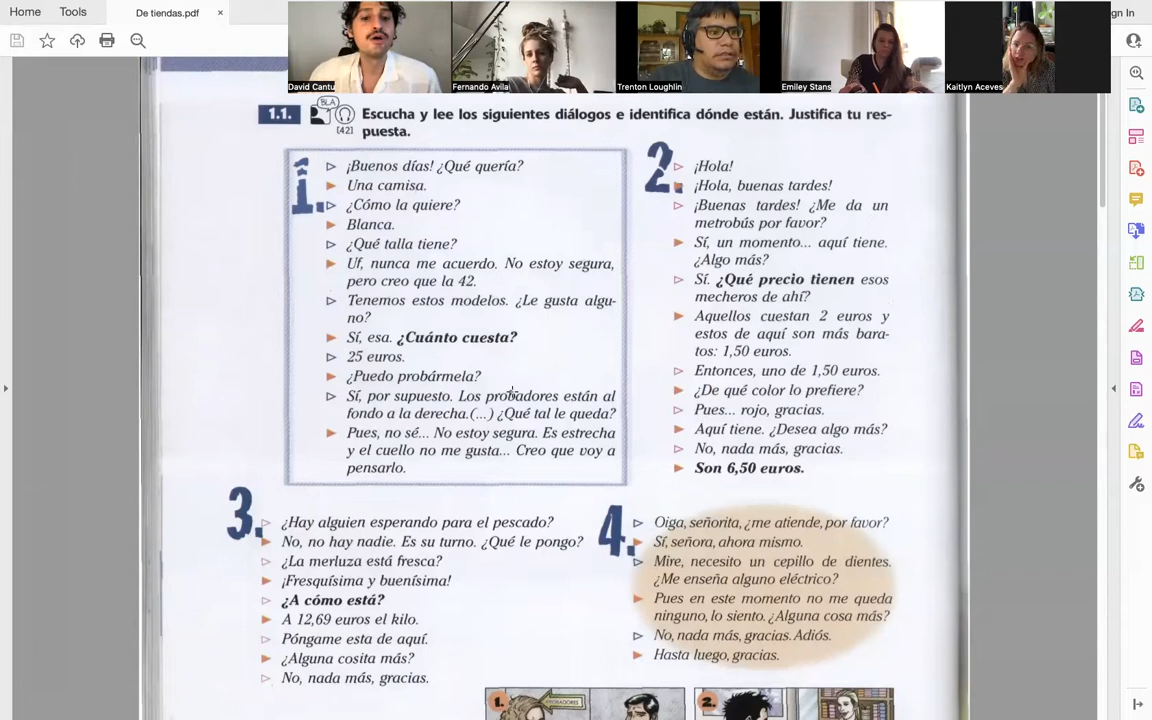 Home
Tools
De tiendas.pdf
×
gn In
David Cantu
Fernando Avila
Trenton Loughlin
Emiley Stans
Kaitlyn Aceves
1.1.
BLA
[42]
Escucha y lee los siguientes diálogos e identifica dónde están. Justifica tu res-
puesta.
1.
¡Buenos días! ¿Qué quería?
Una camisa.
¿Cómo la quiere?
Blanca.
¿Qué talla tiene?
Uf, nunca me acuerdo. No estoy segura,
pero creo que la 42.
Tenemos estos modelos. ¿Le gusta algu-
no?
Sí, esa. ¿Cuánto cuesta?
25 euros.
¿Puedo probármela?
Sí, por supuesto. Los probadores están al
fondo a la derecha.(...) ¿Qué tal le queda?
Pues, no sé... No estoy segura. Es estrecha
y el cuello no me gusta... Creo que voy a
pensarlo.
2.
¡Hola!
¡Hola, buenas tardes!
¡Buenas tardes! ¿Me da un
metrobús por favor?
Sí, un momento... aquí tiene.
¿Algo más?
Sí. ¿Qué precio tienen esos
mecheros de ahí?
Aquellos cuestan 2 euros y
estos de aquí son más bara-
tos: 1,50 euros.
Entonces, uno de 1,50 euros.
¿De qué color lo prefiere?
Pues... rojo, gracias.
Aquí tiene. ¿Desea algo más?
No, nada más, gracias.
Son 6,50 euros.
3.
¿Hay alguien esperando para el pescado?
No, no hay nadie. Es su turno. ¿Qué le pongo?
¿La merluza está fresca?
¡Fresquísima y buenísima!
¿A cómo está?
A 12,69 euros el kilo.
Póngame esta de aquí.
¿Alguna cosita más?
No, nada más, gracias.
4.
Oiga, señorita, ¿me atiende, por favor?
Sí, señora, ahora mismo.
Mire, necesito un cepillo de dientes.
¿Me enseña alguno eléctrico?
Pues en este momento no me queda
ninguno, lo siento. ¿Alguna cosa más?
No, nada más, gracias. Adiós.
Hasta luego, gracias.
1.
PROBADORES
2.